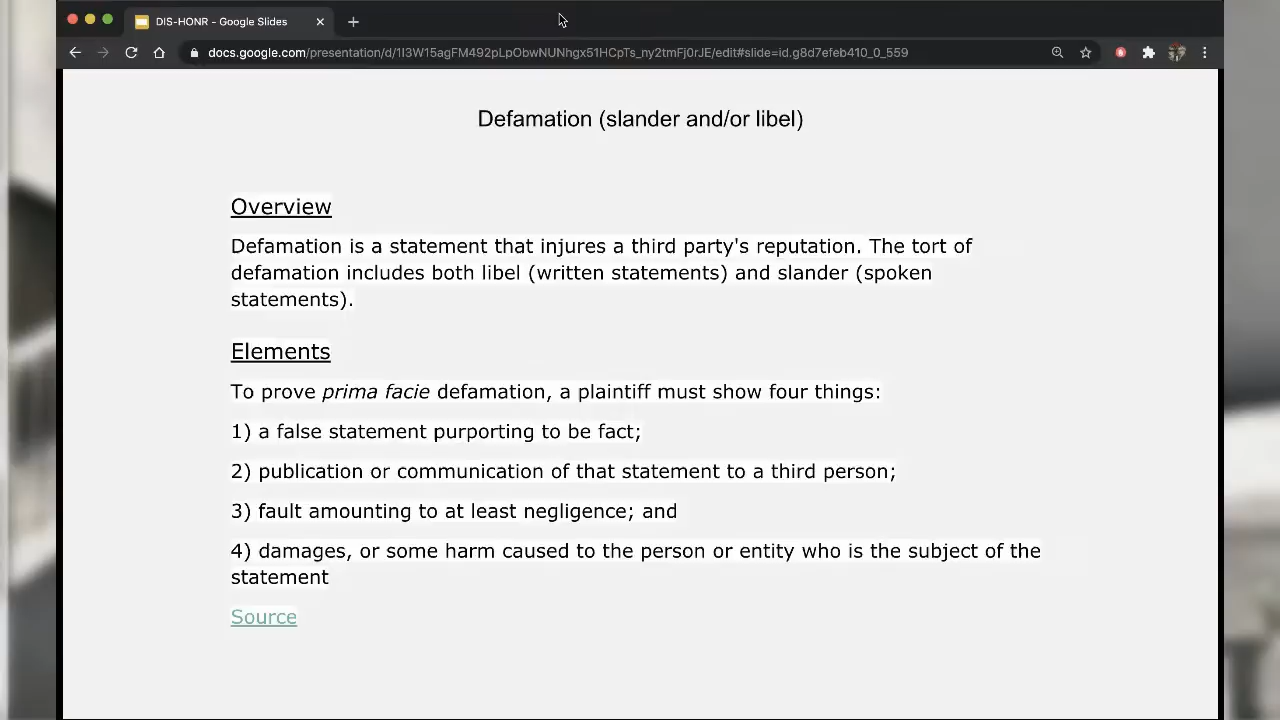 DIS-HONR - Google Slides
docs.google.com/presentation/d/1I3W15agFM492pLpObwNUNhgx51HCpTs_ny2tmFj0rJE/edit#slide=id.g8d7efeb410_0_559
Defamation (slander and/or libel)
Overview
Defamation is a statement that injures a third party's reputation. The tort of
defamation includes both libel (written statements) and slander (spoken
statements).
Elements
To prove prima facie defamation, a plaintiff must show four things:
1) a false statement purporting to be fact;
2) publication or communication of that statement to a third person;
3) fault amounting to at least negligence; and
4) damages, or some harm caused to the person or entity who is the subject of the
statement
Source